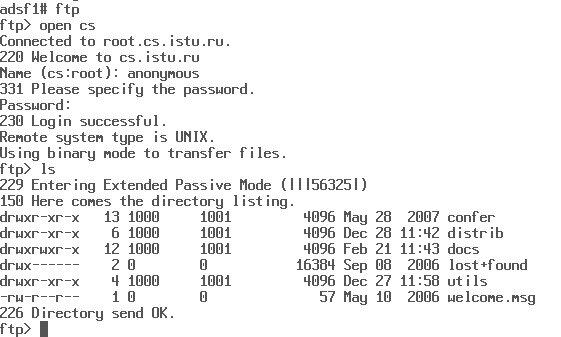 adsf1# ftp
ftp> open cs
Connected to root.cs.istu.ru.
220 Welcome to cs.istu.ru
Name (cs:root): anonymous
331 Please specify the password.
Password:
230 Login successful.
Remote system type is UNIX.
Using binary mode to transfer files.
ftp> ls
229 Entering Extended Passive Mode (|||56325|)
150 Here comes the directory listing.
drwxr-xr-x   13 1000     1001         4096 May 28  2007 confer
drwxr-xr-x    6 1000     1001         4096 Dec 28 11:42 distrib
drwxrwxr-x   12 1000     1001         4096 Feb 21 11:43 docs
drwx------    2 0        0           16384 Sep 08  2006 lost+found
drwxr-xr-x    4 1000     1001         4096 Dec 27 11:58 utils
-rw-r--r--    1 0        0              57 May 10  2006 welcome.msg
226 Directory send OK.
ftp>